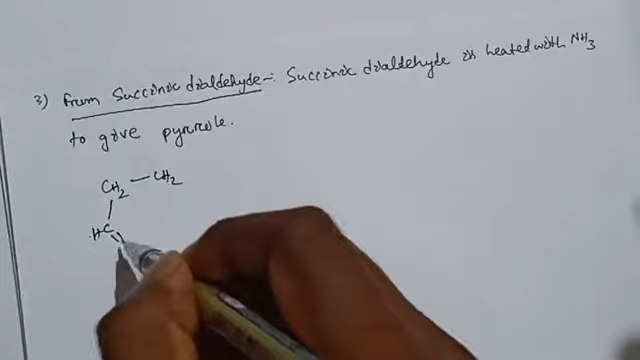 3) From Succinic dialdehyde :- Succinic dialdehyde is heated with NH3
to give pyrrole.
CH2 — CH2
HC